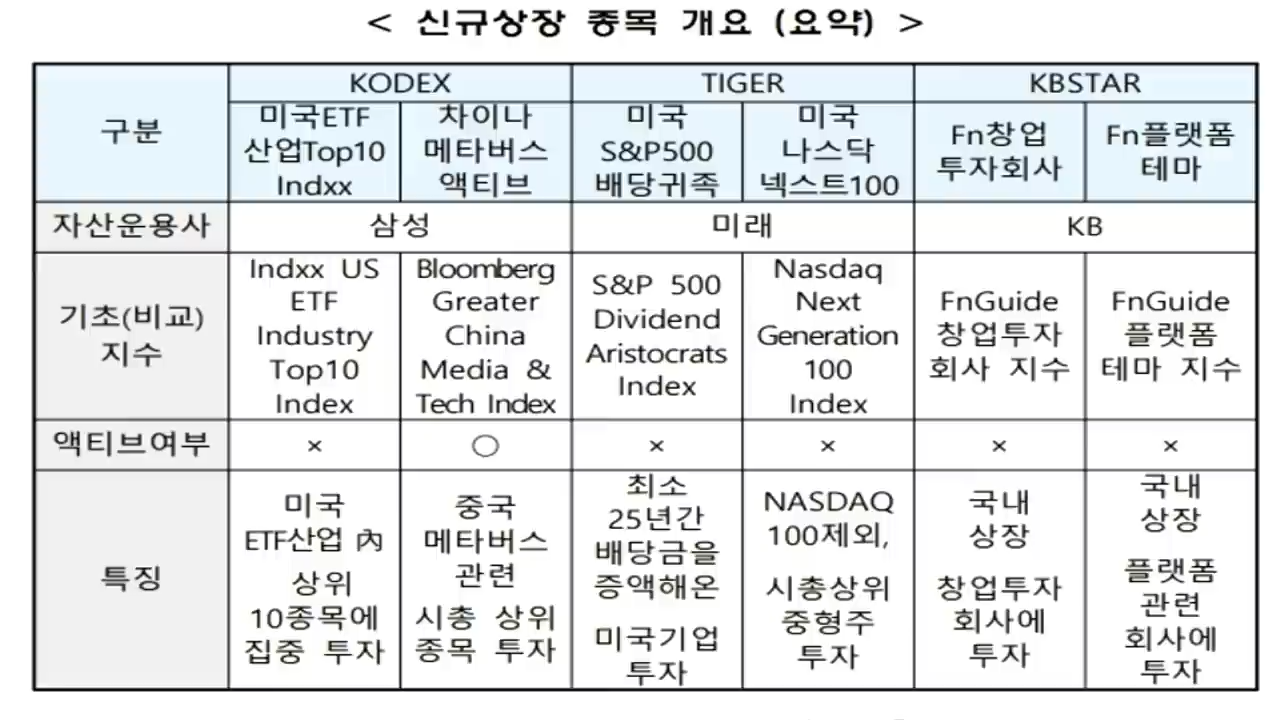 < 신규상장 종목 개요 (요약) >
구분
KODEX
TIGER
KBSTAR
미국ETF
산업Top10
Indxx
차이나
메타버스
액티브
미국
S&P500
배당귀족
미국
나스닥
넥스트100
Fn창업
투자회사
Fn플랫폼
테마
자산운용사
삼성
미래
KB
기초(비교)
지수
Indxx US
ETF
Industry
Top10
Index
Bloomberg
Greater
China
Media &
Tech Index
S&P 500
Dividend
Aristocrats
Index
Nasdaq
Next
Generation
100
Index
FnGuide
창업투자
회사 지수
FnGuide
플랫폼
테마 지수
액티브여부
×
○
×
×
×
×
특징
미국
ETF산업 內
상위
10종목에
집중 투자
중국
메타버스
관련
시총 상위
종목 투자
최소
25년간
배당금을
증액해온
미국기업
투자
NASDAQ
100제외,
시총상위
중형주
투자
국내
상장
창업투자
회사에
투자
국내
상장
플랫폼
관련
회사에
투자